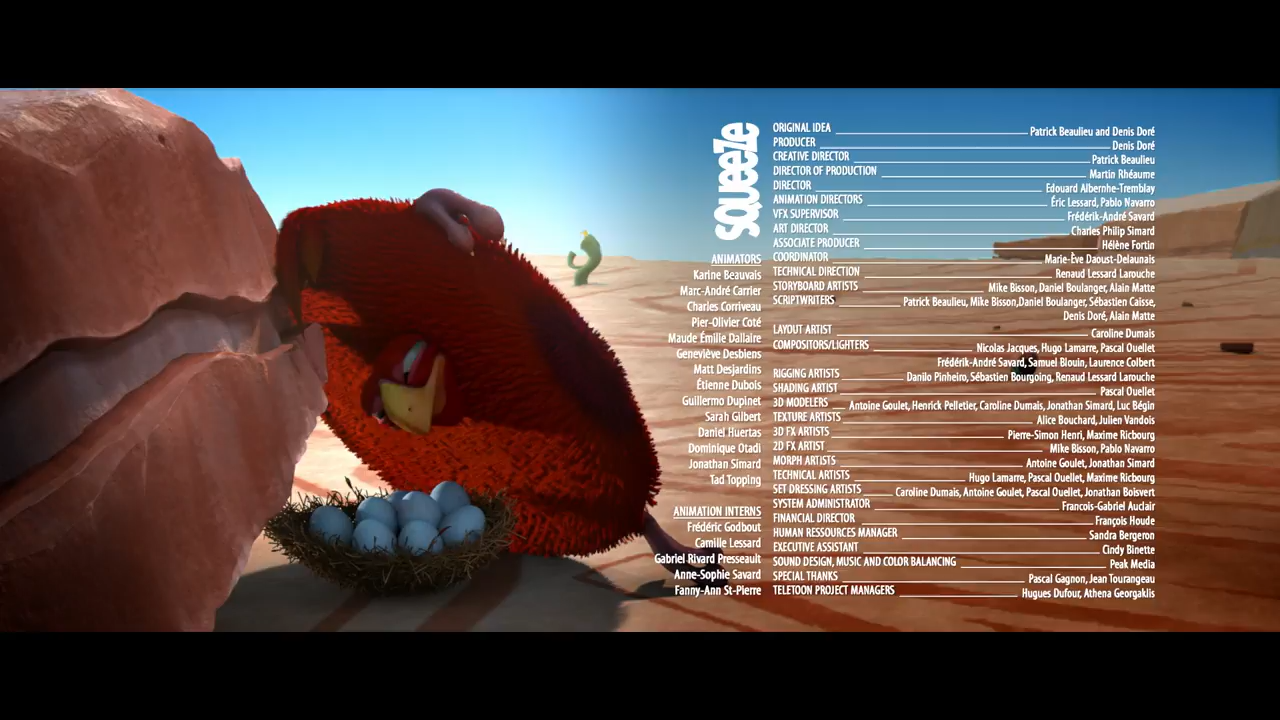 squeeze
ORIGINAL IDEA Patrick Beaulieu and Denis Doré
PRODUCER Denis Doré
CREATIVE DIRECTOR Patrick Beaulieu
DIRECTOR OF PRODUCTION Martin Rhéaume
DIRECTOR Edouard Albernhe-Tremblay
ANIMATION DIRECTORS Éric Lessard, Pablo Navarro
VFX SUPERVISOR Frédérik-André Savard
ART DIRECTOR Charles Philip Simard
ASSOCIATE PRODUCER Hélène Fortin
COORDINATOR Marie-Ève Daoust-Delaunais
TECHNICAL DIRECTION Renaud Lessard Larouche
STORYBOARD ARTISTS Mike Bisson, Daniel Boulanger, Alain Matte
SCRIPTWRITERS Patrick Beaulieu, Mike Bisson,Daniel Boulanger, Sébastien Caisse,
Denis Doré, Alain Matte
LAYOUT ARTIST Caroline Dumais
COMPOSITORS/LIGHTERS Nicolas Jacques, Hugo Lamarre, Pascal Ouellet
Frédérik-André Savard, Samuel Blouin, Laurence Colbert
RIGGING ARTISTS Danilo Pinheiro, Sébastien Bourgoing, Renaud Lessard Larouche
SHADING ARTIST Pascal Ouellet
3D MODELERS Antoine Goulet, Henrick Pelletier, Caroline Dumais, Jonathan Simard, Luc Bégin
TEXTURE ARTISTS Alice Bouchard, Julien Vandois
3D FX ARTISTS Pierre-Simon Henri, Maxime Ricbourg
2D FX ARTIST Mike Bisson, Pablo Navarro
MORPH ARTISTS Antoine Goulet, Jonathan Simard
TECHNICAL ARTISTS Hugo Lamarre, Pascal Ouellet, Maxime Ricbourg
SET DRESSING ARTISTS Caroline Dumais, Antoine Goulet, Pascal Ouellet, Jonathan Boisvert
SYSTEM ADMINISTRATOR Francois-Gabriel Auclair
FINANCIAL DIRECTOR François Houde
HUMAN RESSOURCES MANAGER Sandra Bergeron
EXECUTIVE ASSISTANT Cindy Binette
SOUND DESIGN, MUSIC AND COLOR BALANCING Peak Media
SPECIAL THANKS Pascal Gagnon, Jean Tourangeau
TELETOON PROJECT MANAGERS Hugues Dufour, Athena Georgaklis
ANIMATORS
Karine Beauvais
Marc-André Carrier
Charles Corriveau
Pier-Olivier Coté
Maude Émilie Dallaire
Geneviève Desbiens
Matt Desjardins
Étienne Dubois
Guillermo Dupinet
Sarah Gilbert
Daniel Huertas
Dominique Otadi
Jonathan Simard
Tad Topping
ANIMATION INTERNS
Frédéric Godbout
Camille Lessard
Gabriel Rivard Presseault
Anne-Sophie Savard
Fanny-Ann St-Pierre